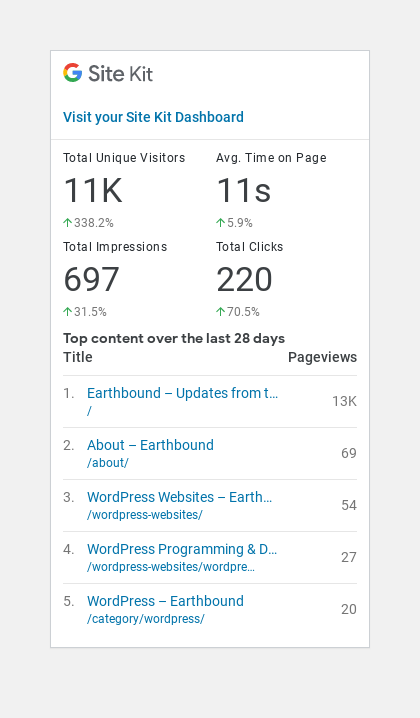 Site Kit
Visit your Site Kit Dashboard
Total Unique Visitors Avg. Time on Page
11K 11s
338.2% 5.9%
Total Impressions Total Clicks
697 220
31.5% 70.5%
Top content over the last 28 days
Title Pageviews
1. Earthbound – Updates from t… 13K
/
2. About – Earthbound 69
/about/
3. WordPress Websites – Earth… 54
/wordpress-websites/
4. WordPress Programming & D… 27
/wordpress-websites/wordpre…
5. WordPress – Earthbound 20
/category/wordpress/